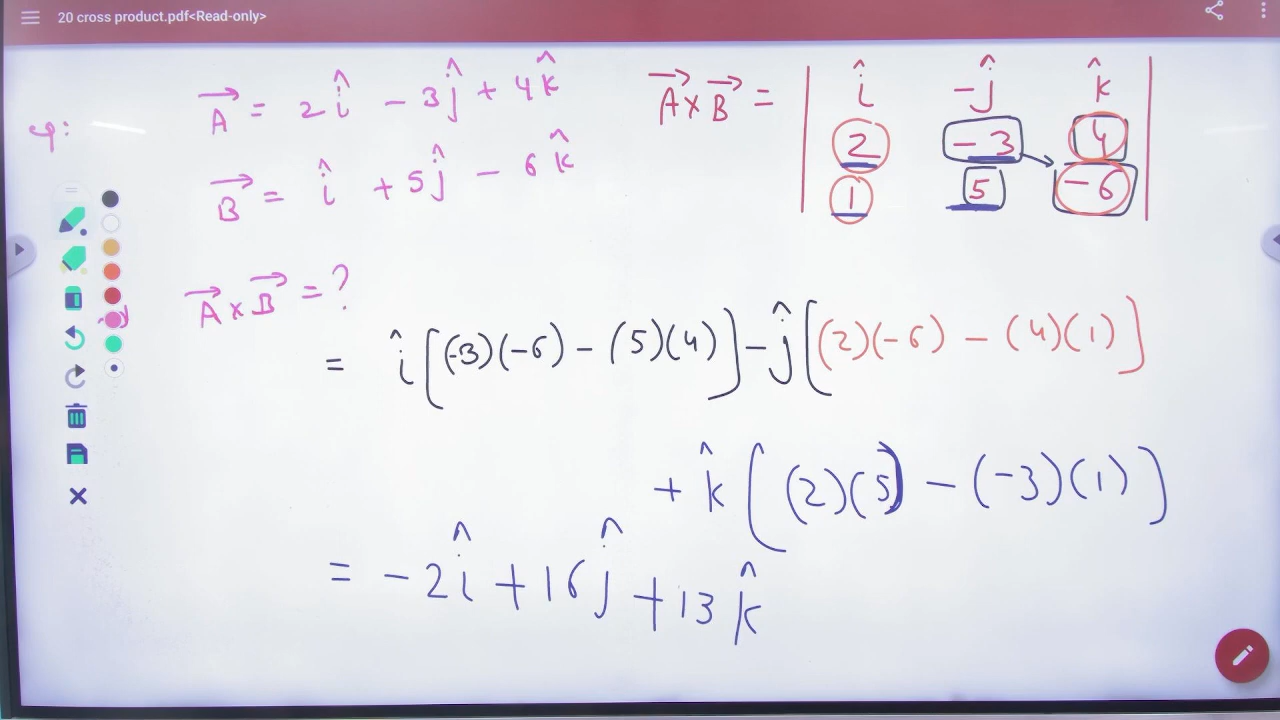 20 cross product.pdf<Read-only>
φ: A⃗ = 2î - 3ĵ + 4k̂
B⃗ = î + 5ĵ - 6k̂
A⃗ × B⃗ = | î -ĵ k̂ |
| 2 -3 4 |
| 1 5 -6 |
A⃗ × B⃗ = ?
= î [(-3)(-6) - (5)(4)] - ĵ [(2)(-6) - (4)(1)]
+ k̂ [(2)(5) - (-3)(1)]
= -2î + 16ĵ + 13k̂